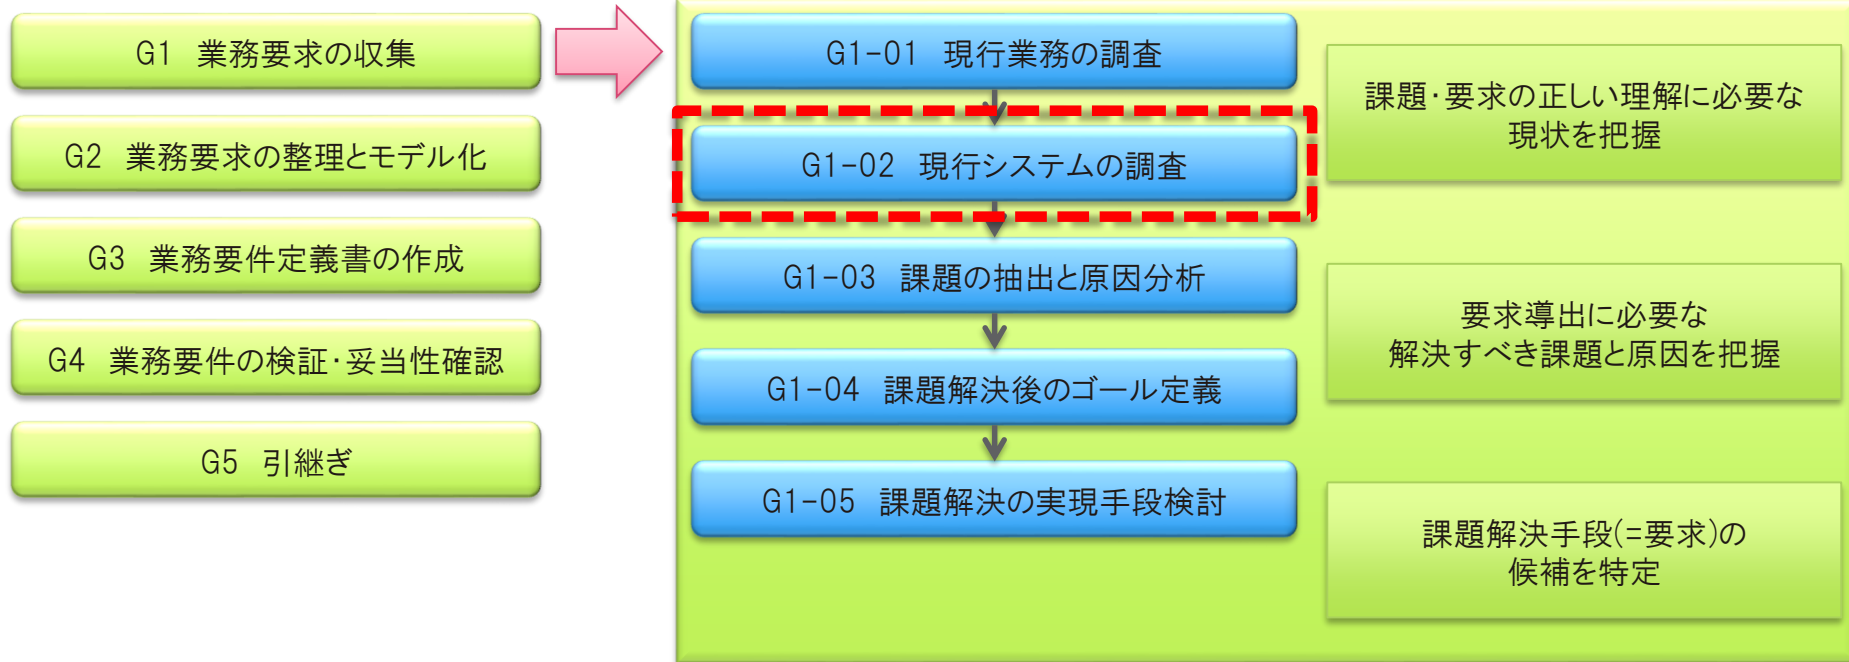 G1 業務要求の収集
G2 業務要求の整理とモデル化
G3 業務要件定義書の作成
G4 業務要件の検証・妥当性確認
G5 引継ぎ
G1-01 現行業務の調査
G1-02 現行システムの調査
G1-03 課題の抽出と原因分析
G1-04 課題解決後のゴール定義
G1-05 課題解決の実現手段検討
課題・要求の正しい理解に必要な
現状を把握
要求導出に必要な
解決すべき課題と原因を把握
課題解決手段(=要求)の
候補を特定